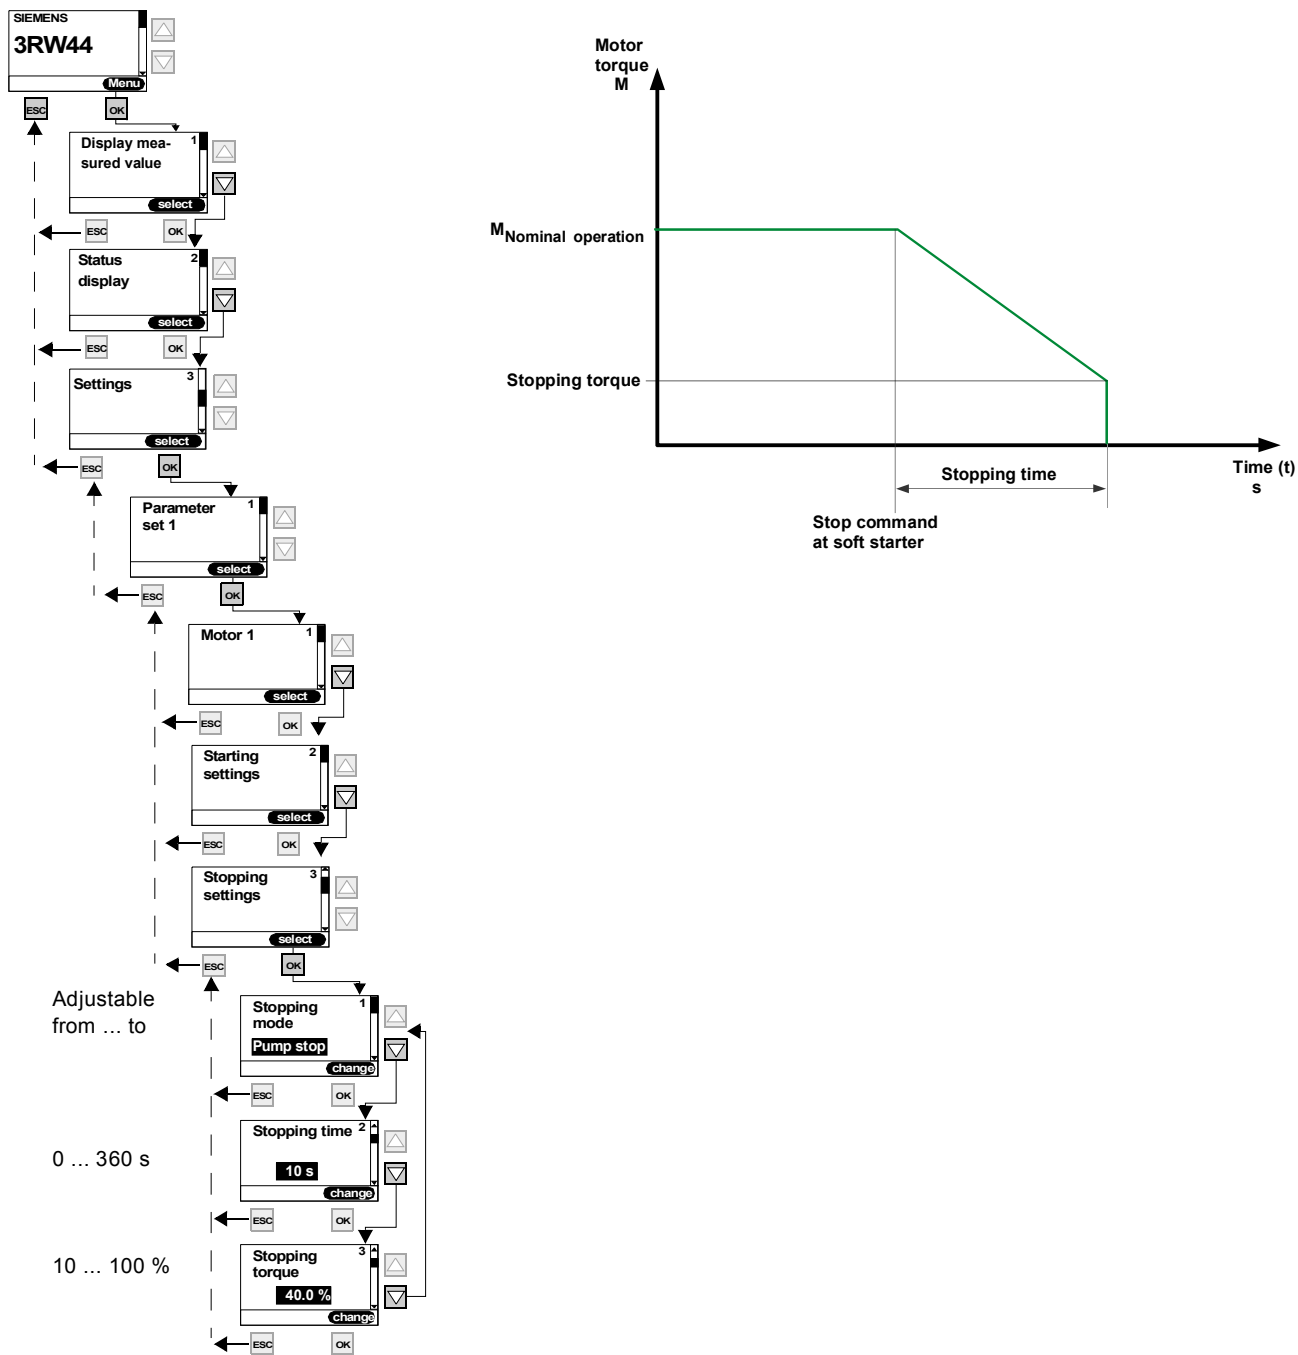 SIEMENS
3RW44
Menu
ESC
OK
Display mea-
sured value
1
select
ESC
OK
Status
display
2
select
ESC
OK
Settings
3
select
ESC
OK
Parameter
set 1
1
select
ESC
OK
Motor 1
1
select
ESC
OK
Starting
settings
2
select
ESC
OK
Stopping
settings
3
select
ESC
OK
Adjustable
from ... to
Stopping
mode
1
Pump stop
change
ESC
OK
0 ... 360 s
Stopping time
2
10 s
change
ESC
OK
10 ... 100 %
Stopping
torque
3
40.0 %
change
ESC
OK
Motor
torque
M
M Nominal operation
Stopping torque
Time (t)
s
Stopping time
Stop command
at soft starter